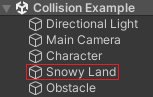 Collision Example
Directional Light
Main Camera
Character
Snowy Land
Obstacle